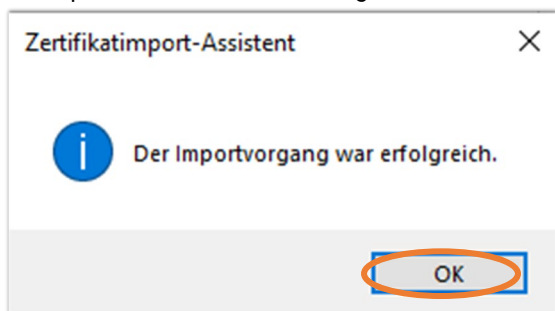 Zertifikatimport-Assistent
Der Importvorgang war erfolgreich.
OK